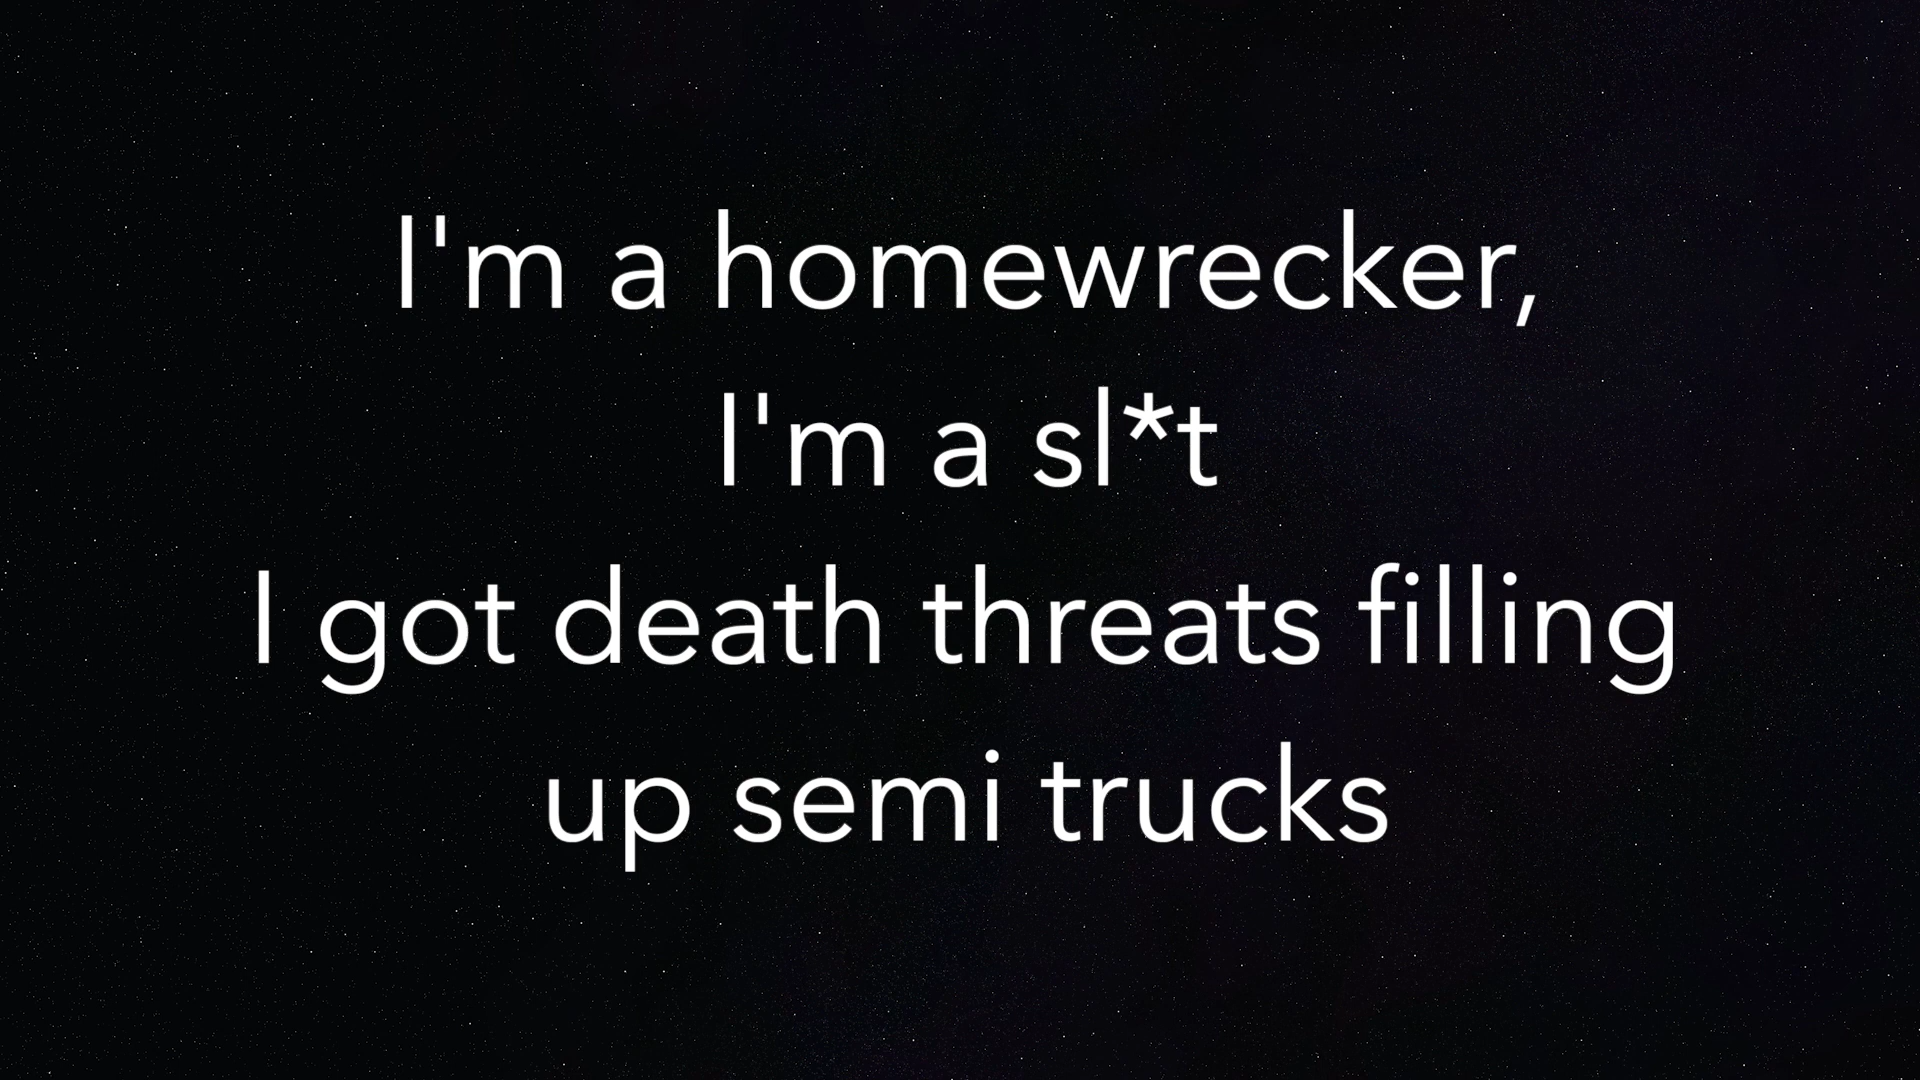 I'm a homewrecker,
I'm a sl*t
I got death threats filling
up semi trucks